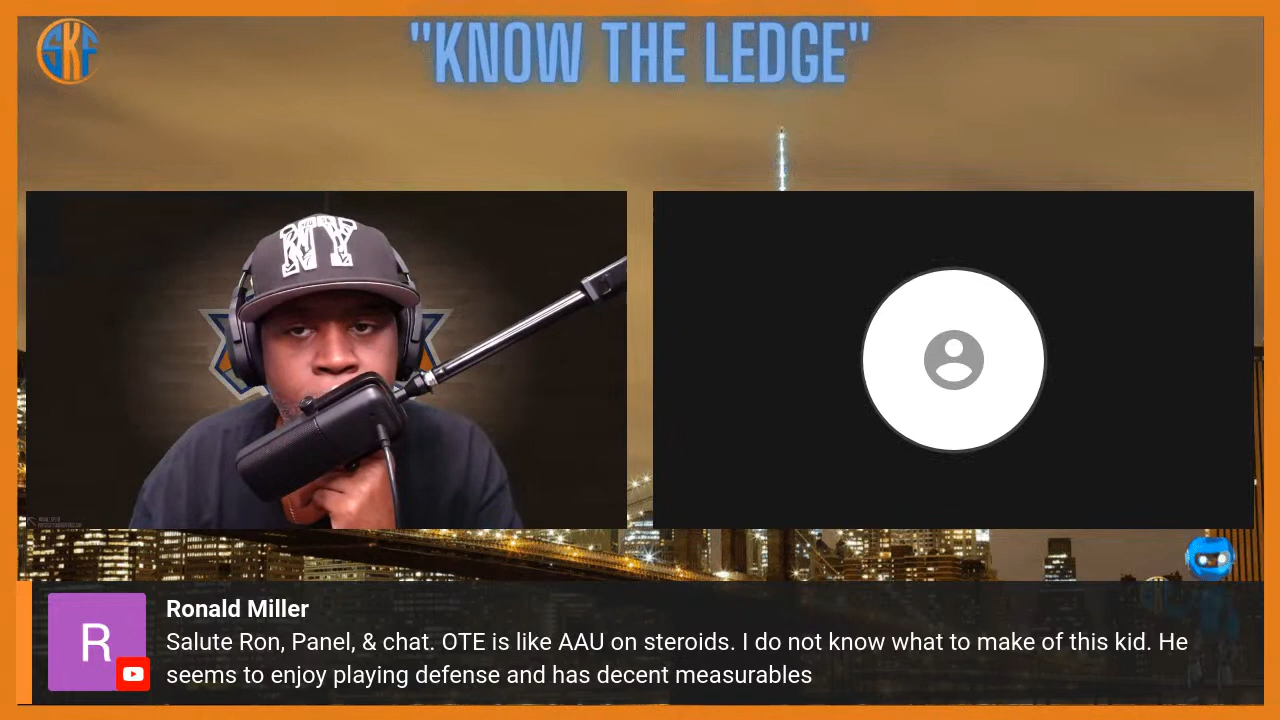 SKF
"KNOW THE LEDGE"
NY
R
Ronald Miller
Salute Ron, Panel, & chat. OTE is like AAU on steroids. I do not know what to make of this kid. He
seems to enjoy playing defense and has decent measurables